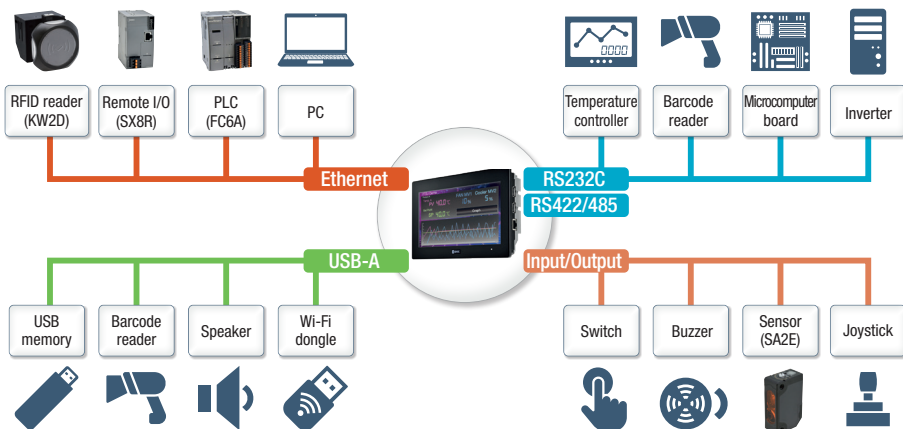 RFID reader
(KW2D)
Remote I/O
(SX8R)
PLC
(FC6A)
PC
Temperature
controller
Barcode
reader
Microcomputer
board
Inverter
Ethernet
RS232C
RS422/485
USB-A
Input/Output
USB
memory
Barcode
reader
Speaker
Wi-Fi
dongle
Switch
Buzzer
Sensor
(SA2E)
Joystick